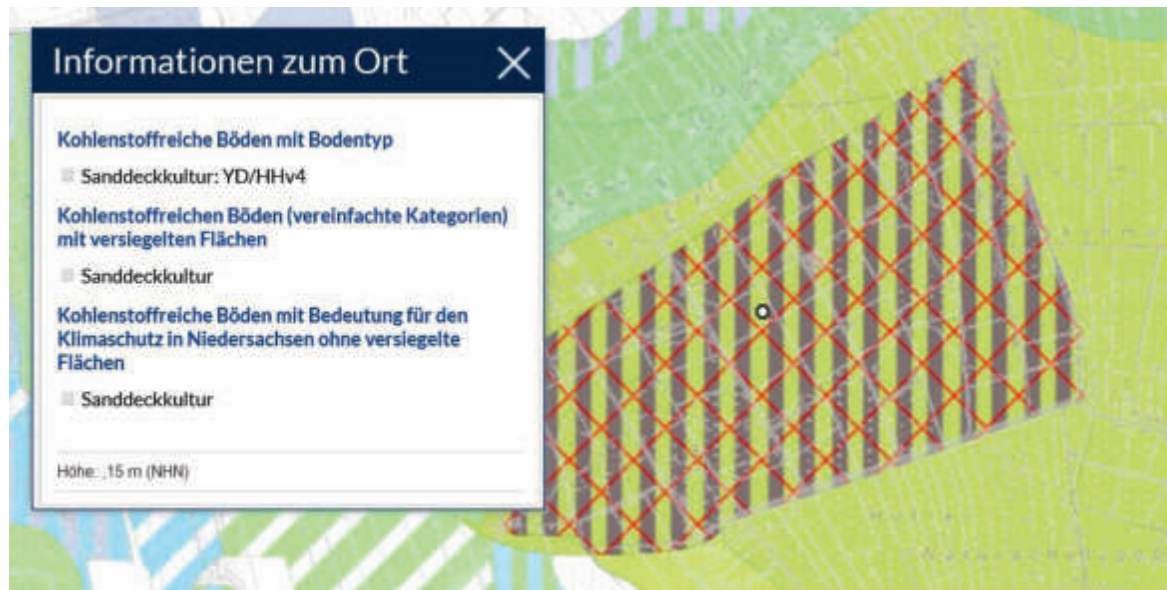 Informationen zum Ort
Kohlenstoffreiche Böden mit Bodentyp
Sanddeckkultur: YD/HHv4
Kohlenstoffreichen Böden (vereinfachte Kategorien)
mit versiegelten Flächen
Sanddeckkultur
Kohlenstoffreiche Böden mit Bedeutung für den
Klimaschutz in Niedersachsen ohne versiegelte
Flächen
Sanddeckkultur
Höhe: ,15 m (NHN)